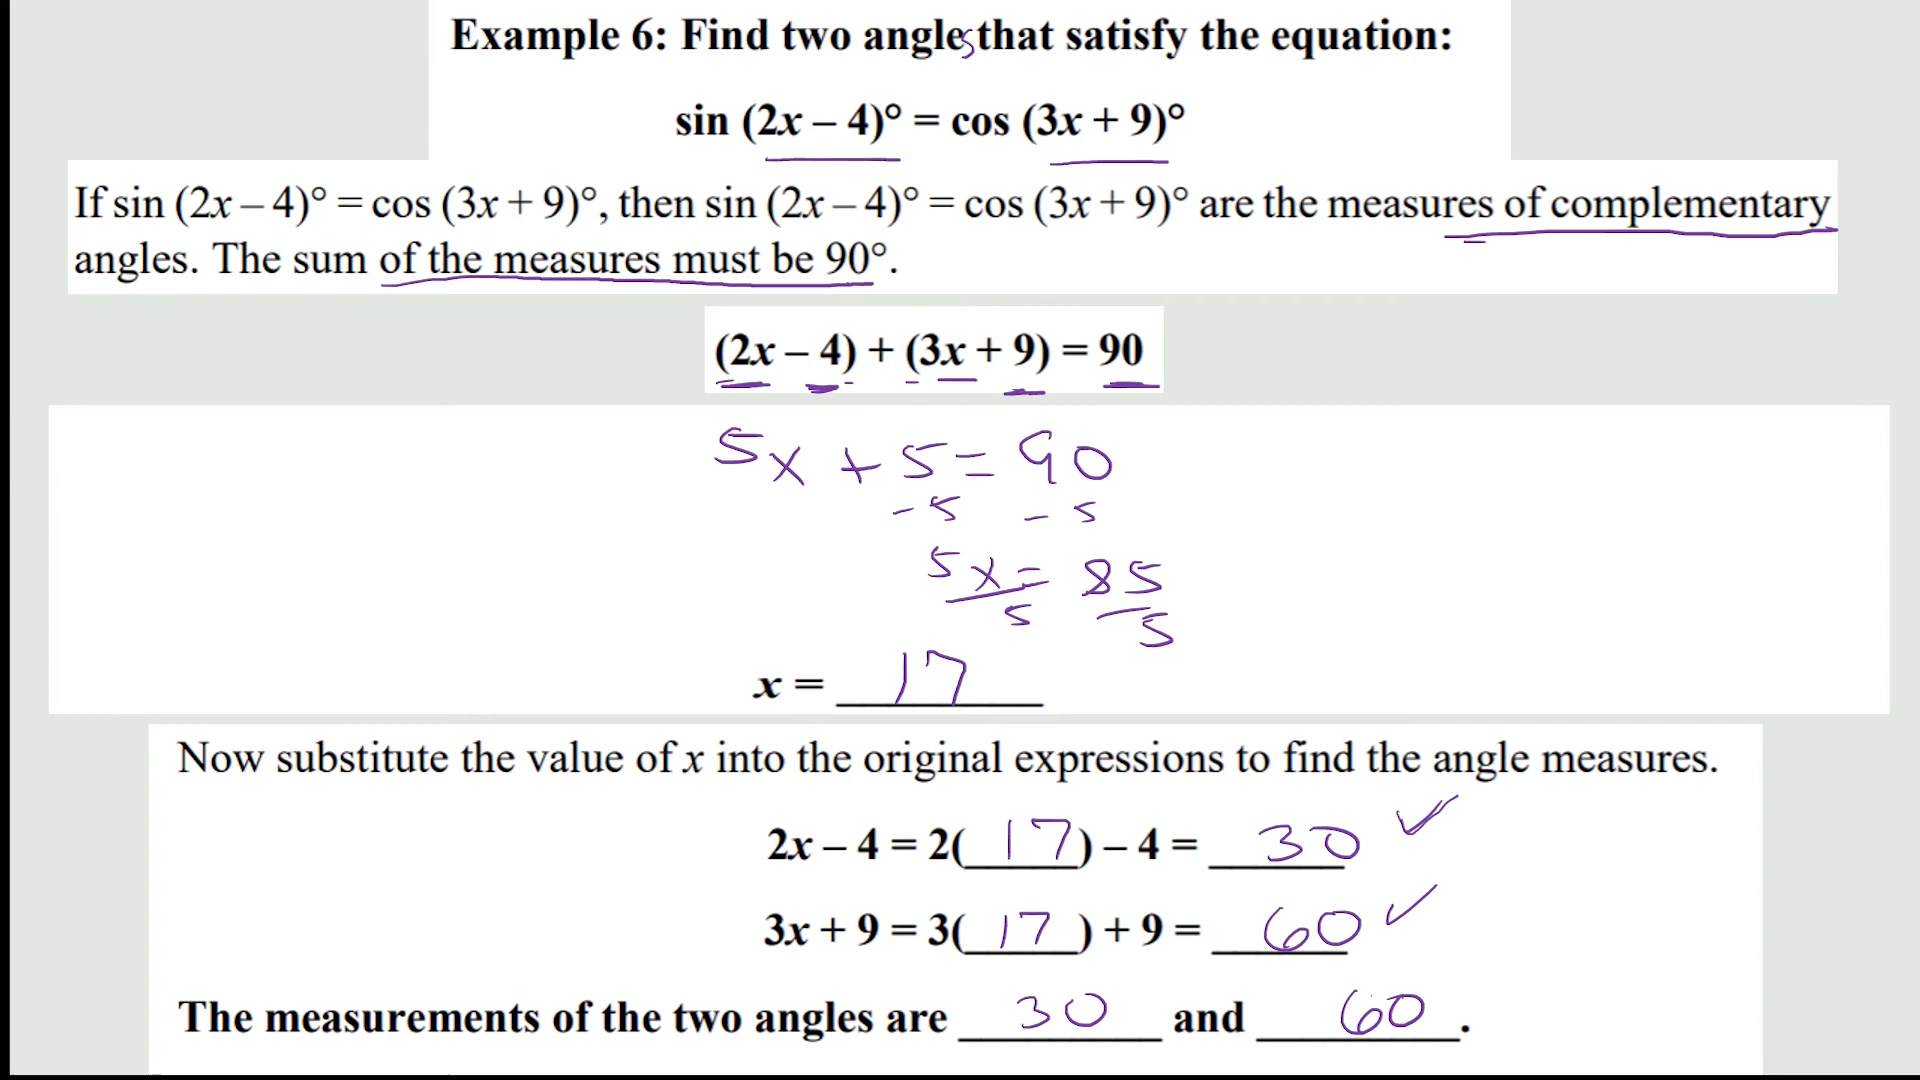 Example 6: Find two angles that satisfy the equation:
sin (2x – 4)° = cos (3x + 9)°
If sin (2x – 4)° = cos (3x + 9)°, then sin (2x – 4)° = cos (3x + 9)° are the measures of complementary
angles. The sum of the measures must be 90°.
(2x – 4) + (3x + 9) = 90
5x + 5 = 90
-5 -5
5x = 85
5 5
x = 17
Now substitute the value of x into the original expressions to find the angle measures.
2x – 4 = 2( 17 ) – 4 = 30 ✓
3x + 9 = 3( 17 ) + 9 = 60 ✓
The measurements of the two angles are 30 and 60.